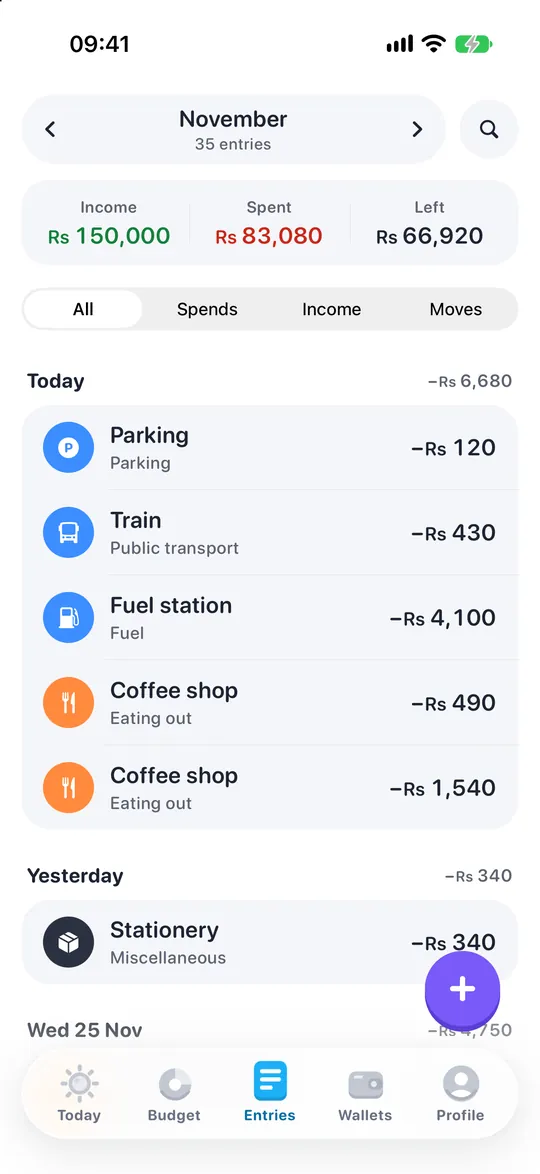 09:41
November
35 entries
Income
Spent
Left
Rs 150,000
Rs 83,080
Rs 66,920
All
Spends
Income
Moves
Today
−Rs 6,680
Parking
Parking
−Rs 120
Train
Public transport
−Rs 430
Fuel station
Fuel
−Rs 4,100
Coffee shop
Eating out
−Rs 490
Coffee shop
Eating out
−Rs 1,540
Yesterday
−Rs 340
Stationery
Miscellaneous
−Rs 340
Wed 25 Nov
−Rs 4,750
Today
Budget
Entries
Wallets
Profile